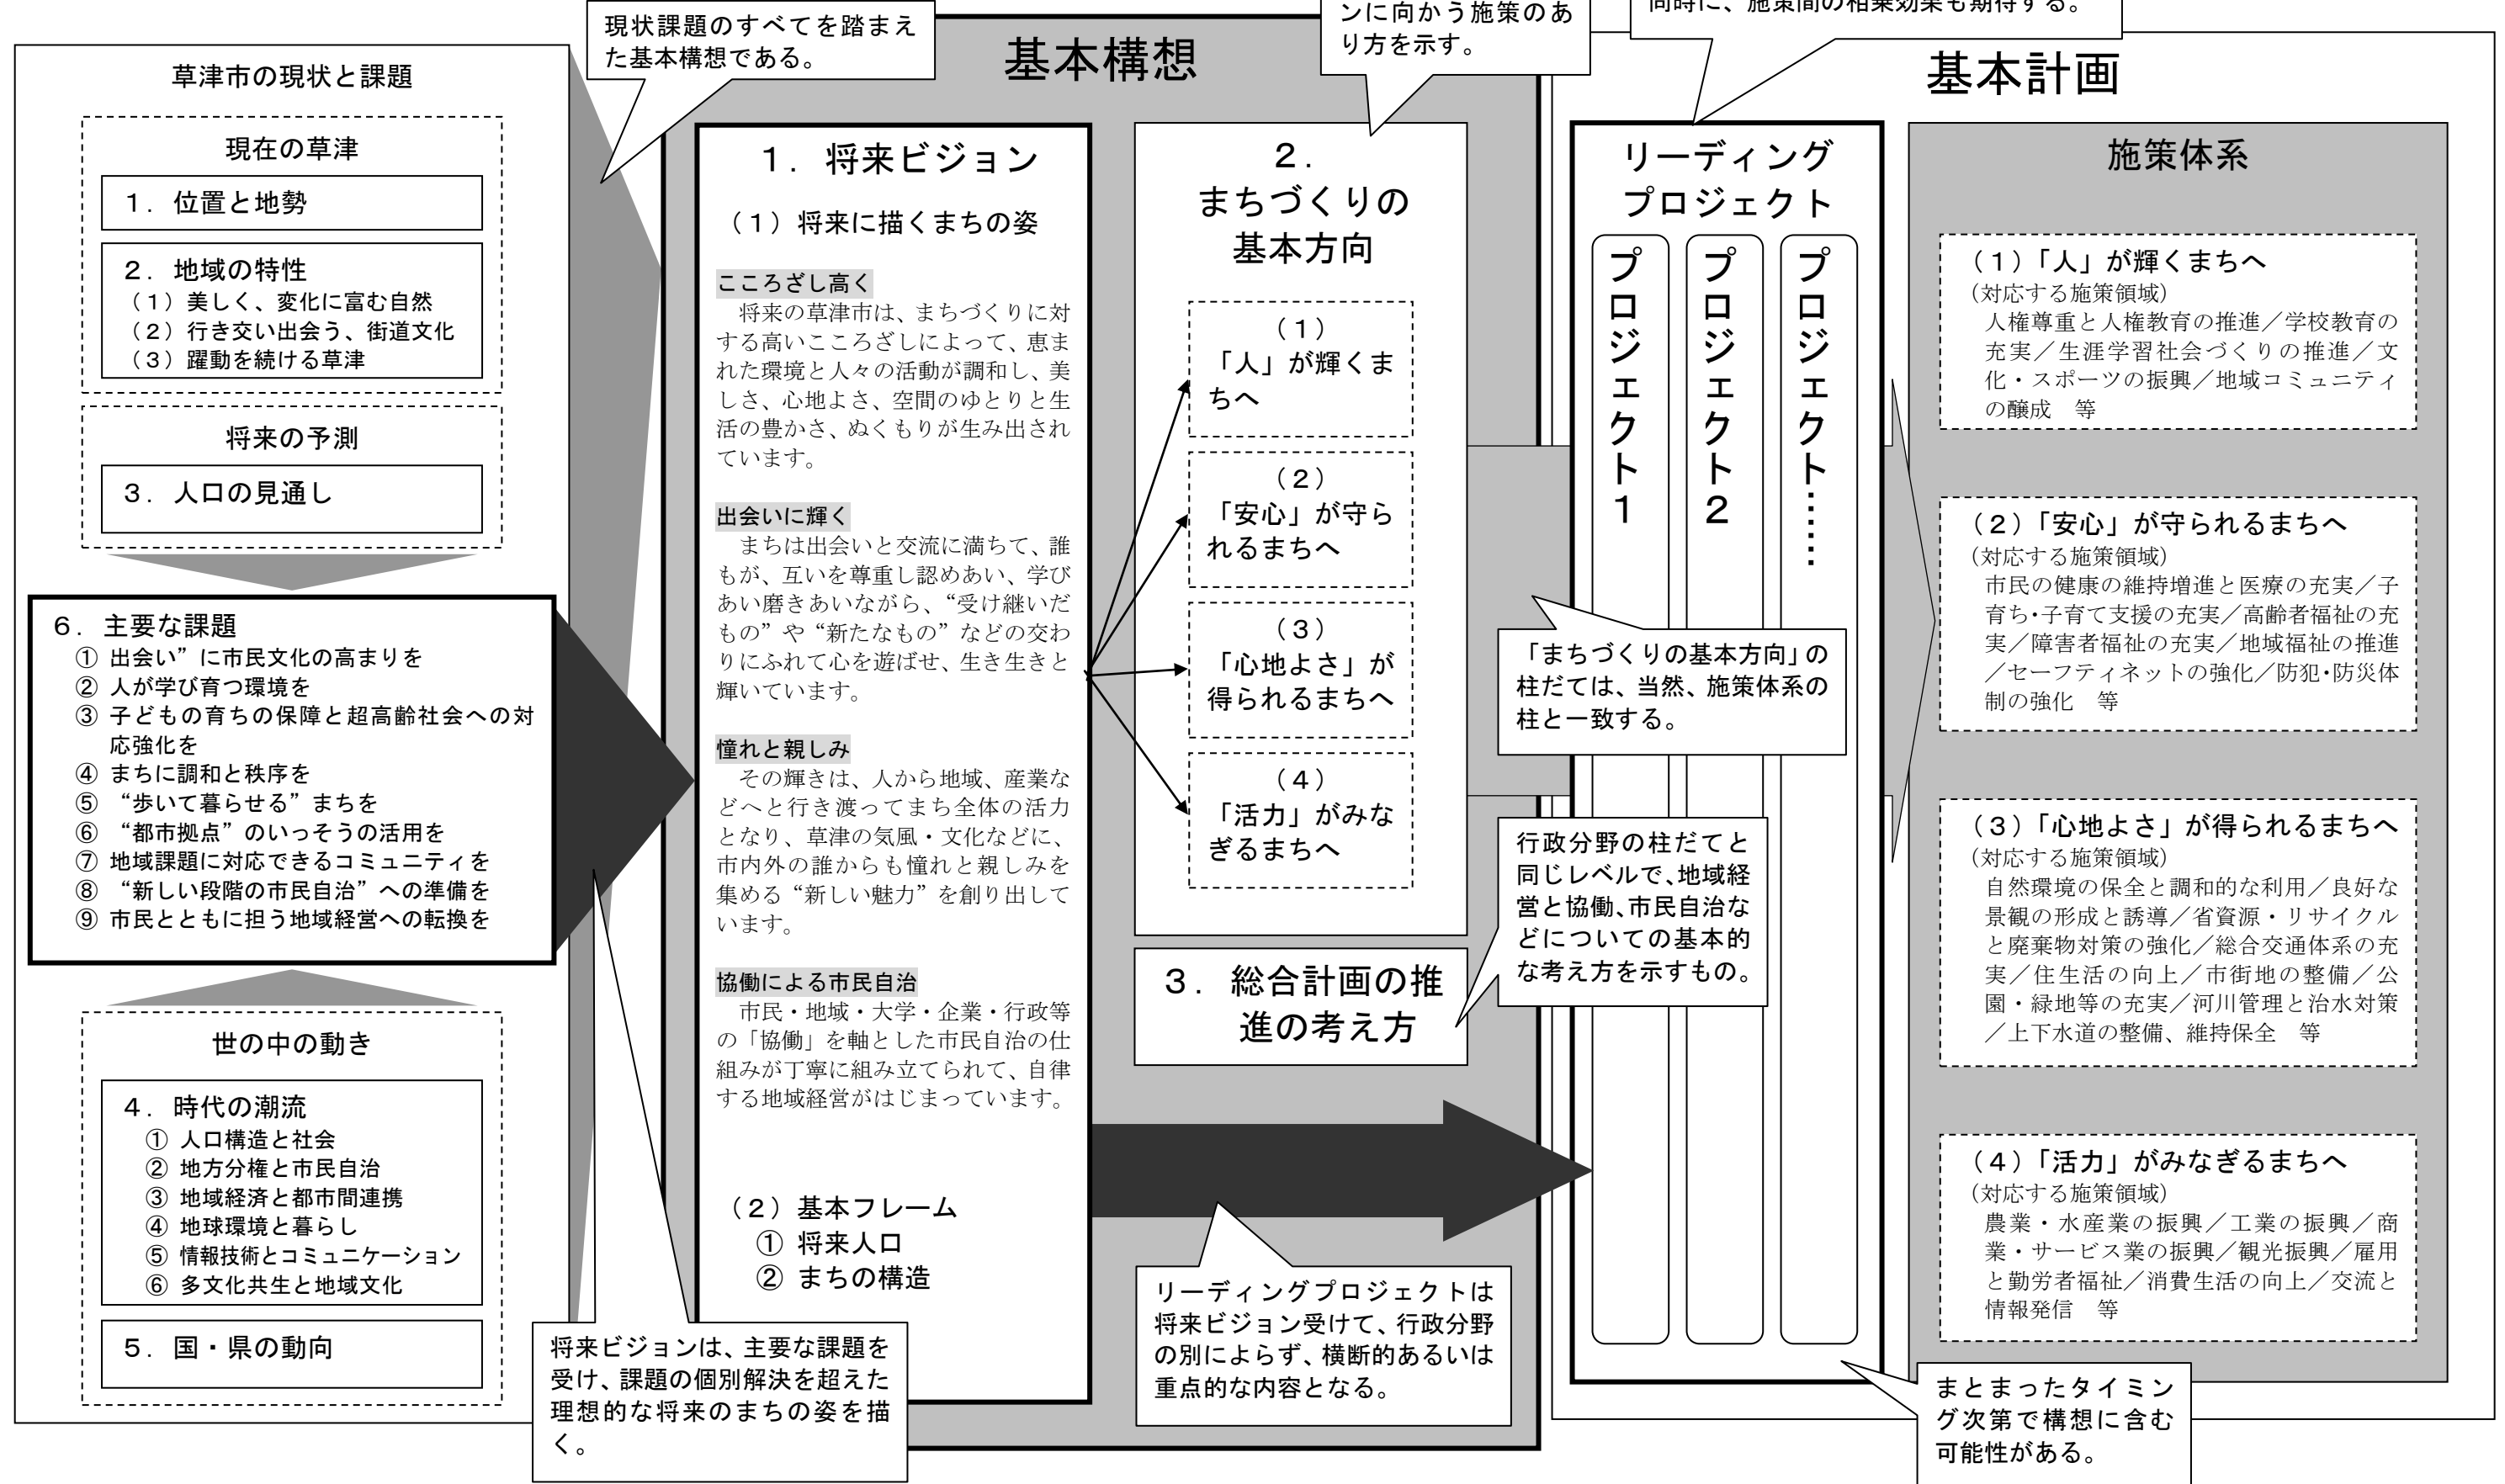 現状課題のすべてを踏まえ
た基本構想である。
ンに向かう施策のあ
り方を示す。
同時に、施策間の相乗効果も期待する。
草津市の現状と課題
現在の草津
１．位置と地勢
２．地域の特性
（１）美しく、変化に富む自然
（２）行き交い出会う、街道文化
（３）躍動を続ける草津
将来の予測
３．人口の見通し
６．主要な課題
① 出会い”に市民文化の高まりを
② 人が学び育つ環境を
③ 子どもの育ちの保障と超高齢社会への対
応強化を
④ まちに調和と秩序を
⑤ “歩いて暮らせる”まちを
⑥ “都市拠点”のいっそうの活用を
⑦ 地域課題に対応できるコミュニティを
⑧ “新しい段階の市民自治”への準備を
⑨ 市民とともに担う地域経営への転換を
世の中の動き
４．時代の潮流
① 人口構造と社会
② 地方分権と市民自治
③ 地域経済と都市間連携
④ 地球環境と暮らし
⑤ 情報技術とコミュニケーション
⑥ 多文化共生と地域文化
５．国・県の動向
基本構想
１．将来ビジョン
（１）将来に描くまちの姿
こころざし高く
将来の草津市は、まちづくりに対
する高いこころざしによって、恵ま
れた環境と人々の活動が調和し、美
しさ、心地よさ、空間のゆとりと生
活の豊かさ、ぬくもりが生み出され
ています。
出会いに輝く
まちは出会いと交流に満ちて、誰
もが、互いを尊重し認めあい、学び
あい磨きあいながら、“受け継いだ
もの”や“新たなもの”などの交わ
りにふれて心を遊ばせ、生き生きと
輝いています。
憧れと親しみ
その輝きは、人から地域、産業な
どへと行き渡ってまち全体の活力
となり、草津の気風・文化などに、
市内外の誰からも憧れと親しみを
集める“新しい魅力”を創り出して
います。
協働による市民自治
市民・地域・大学・企業・行政等
の「協働」を軸とした市民自治の仕
組みが丁寧に組み立てられて、自律
する地域経営がはじまっています。
（２）基本フレーム
① 将来人口
② まちの構造
将来ビジョンは、主要な課題を
受け、課題の個別解決を超えた
理想的な将来のまちの姿を描
く。
２．
まちづくりの
基本方向
（１）
「人」が輝くま
ちへ
（２）
「安心」が守ら
れるまちへ
（３）
「心地よさ」が
得られるまちへ
（４）
「活力」がみな
ぎるまちへ
３．総合計画の推
進の考え方
リーディングプロジェクトは
将来ビジョン受けて、行政分野
の別によらず、横断的あるいは
重点的な内容となる。
基本計画
リーディング
プロジェクト
プロジェクト１
プロジェクト２
プロジェクト……
「まちづくりの基本方向」の
柱だては、当然、施策体系の
柱と一致する。
行政分野の柱だてと
同じレベルで、地域経
営と協働、市民自治な
どについての基本的
な考え方を示すもの。
施策体系
（１）「人」が輝くまちへ
（対応する施策領域）
人権尊重と人権教育の推進／学校教育の
充実／生涯学習社会づくりの推進／文
化・スポーツの振興／地域コミュニティ
の醸成　等
（２）「安心」が守られるまちへ
（対応する施策領域）
市民の健康の維持増進と医療の充実／子
育ち・子育て支援の充実／高齢者福祉の充
実／障害者福祉の充実／地域福祉の推進
／セーフティネットの強化／防犯・防災体
制の強化　等
（３）「心地よさ」が得られるまちへ
（対応する施策領域）
自然環境の保全と調和的な利用／良好な
景観の形成と誘導／省資源・リサイクル
と廃棄物対策の強化／総合交通体系の充
実／住生活の向上／市街地の整備／公
園・緑地等の充実／河川管理と治水対策
／上下水道の整備、維持保全　等
（４）「活力」がみなぎるまちへ
（対応する施策領域）
農業・水産業の振興／工業の振興／商
業・サービス業の振興／観光振興／雇用
と勤労者福祉／消費生活の向上／交流と
情報発信　等
まとまったタイミン
グ次第で構想に含む
可能性がある。